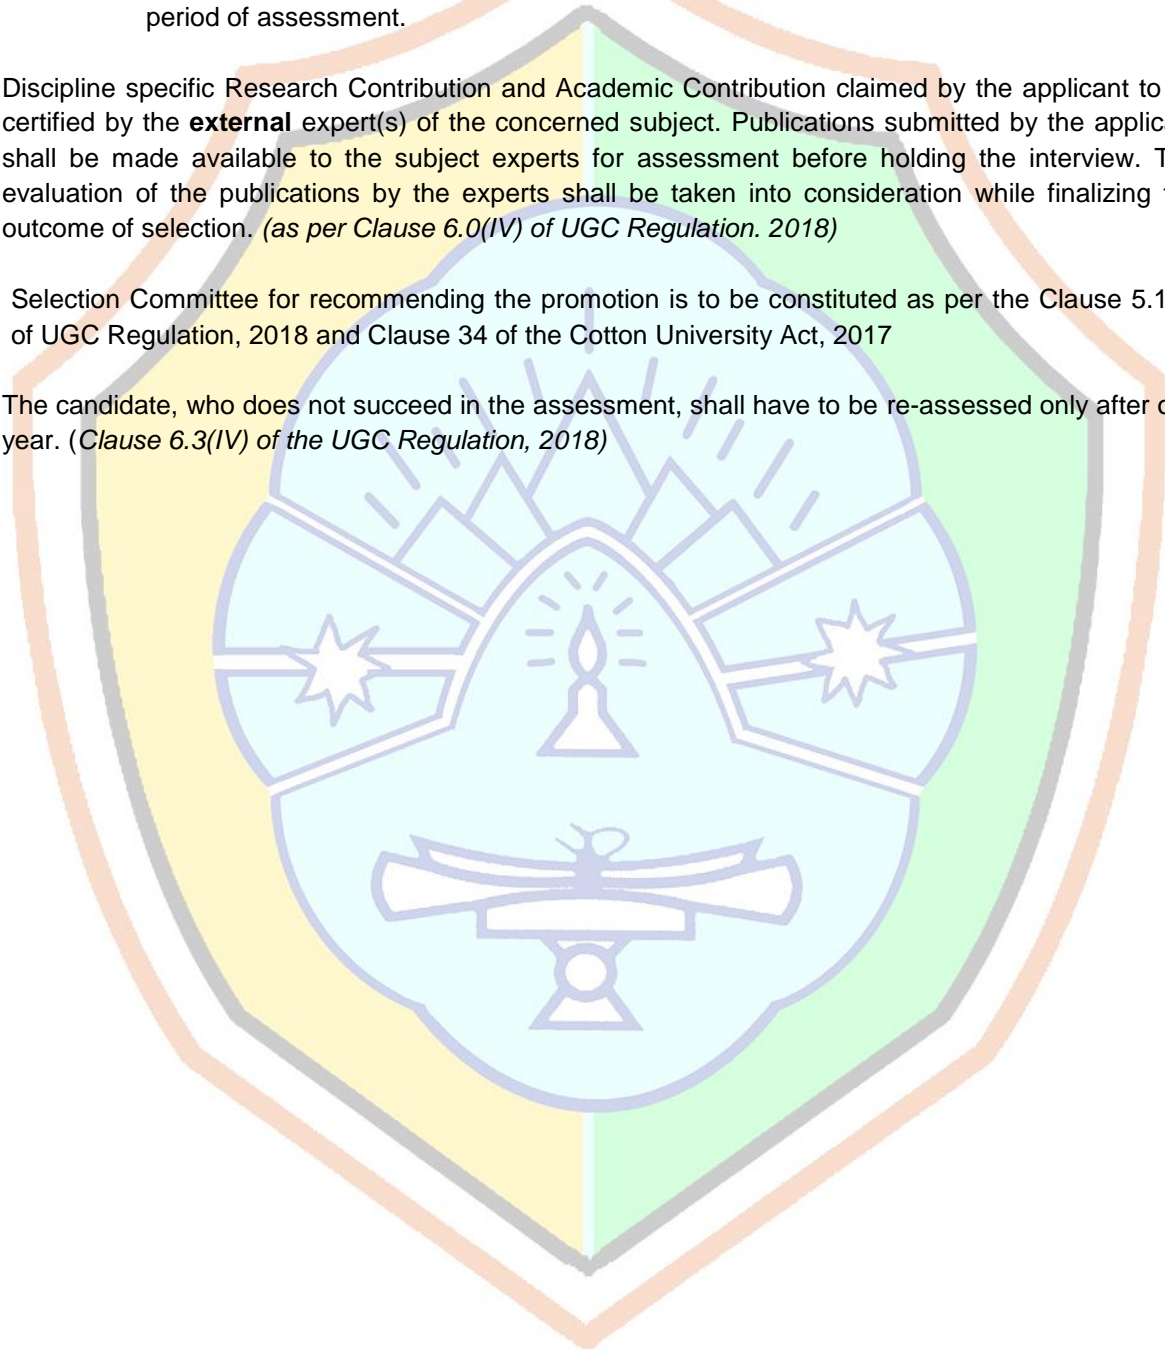 period of assessment.
Discipline specific Research Contribution and Academic Contribution claimed by the applicant to
certified by the external expert(s) of the concerned subject. Publications submitted by the applica
shall be made available to the subject experts for assessment before holding the interview. T
evaluation of the publications by the experts shall be taken into consideration while finalizing t
outcome of selection. (as per Clause 6.0(IV) of UGC Regulation. 2018)
Selection Committee for recommending the promotion is to be constituted as per the Clause 5.1
of UGC Regulation, 2018 and Clause 34 of the Cotton University Act, 2017
The candidate, who does not succeed in the assessment, shall have to be re-assessed only after o
year. (Clause 6.3(IV) of the UGC Regulation, 2018)